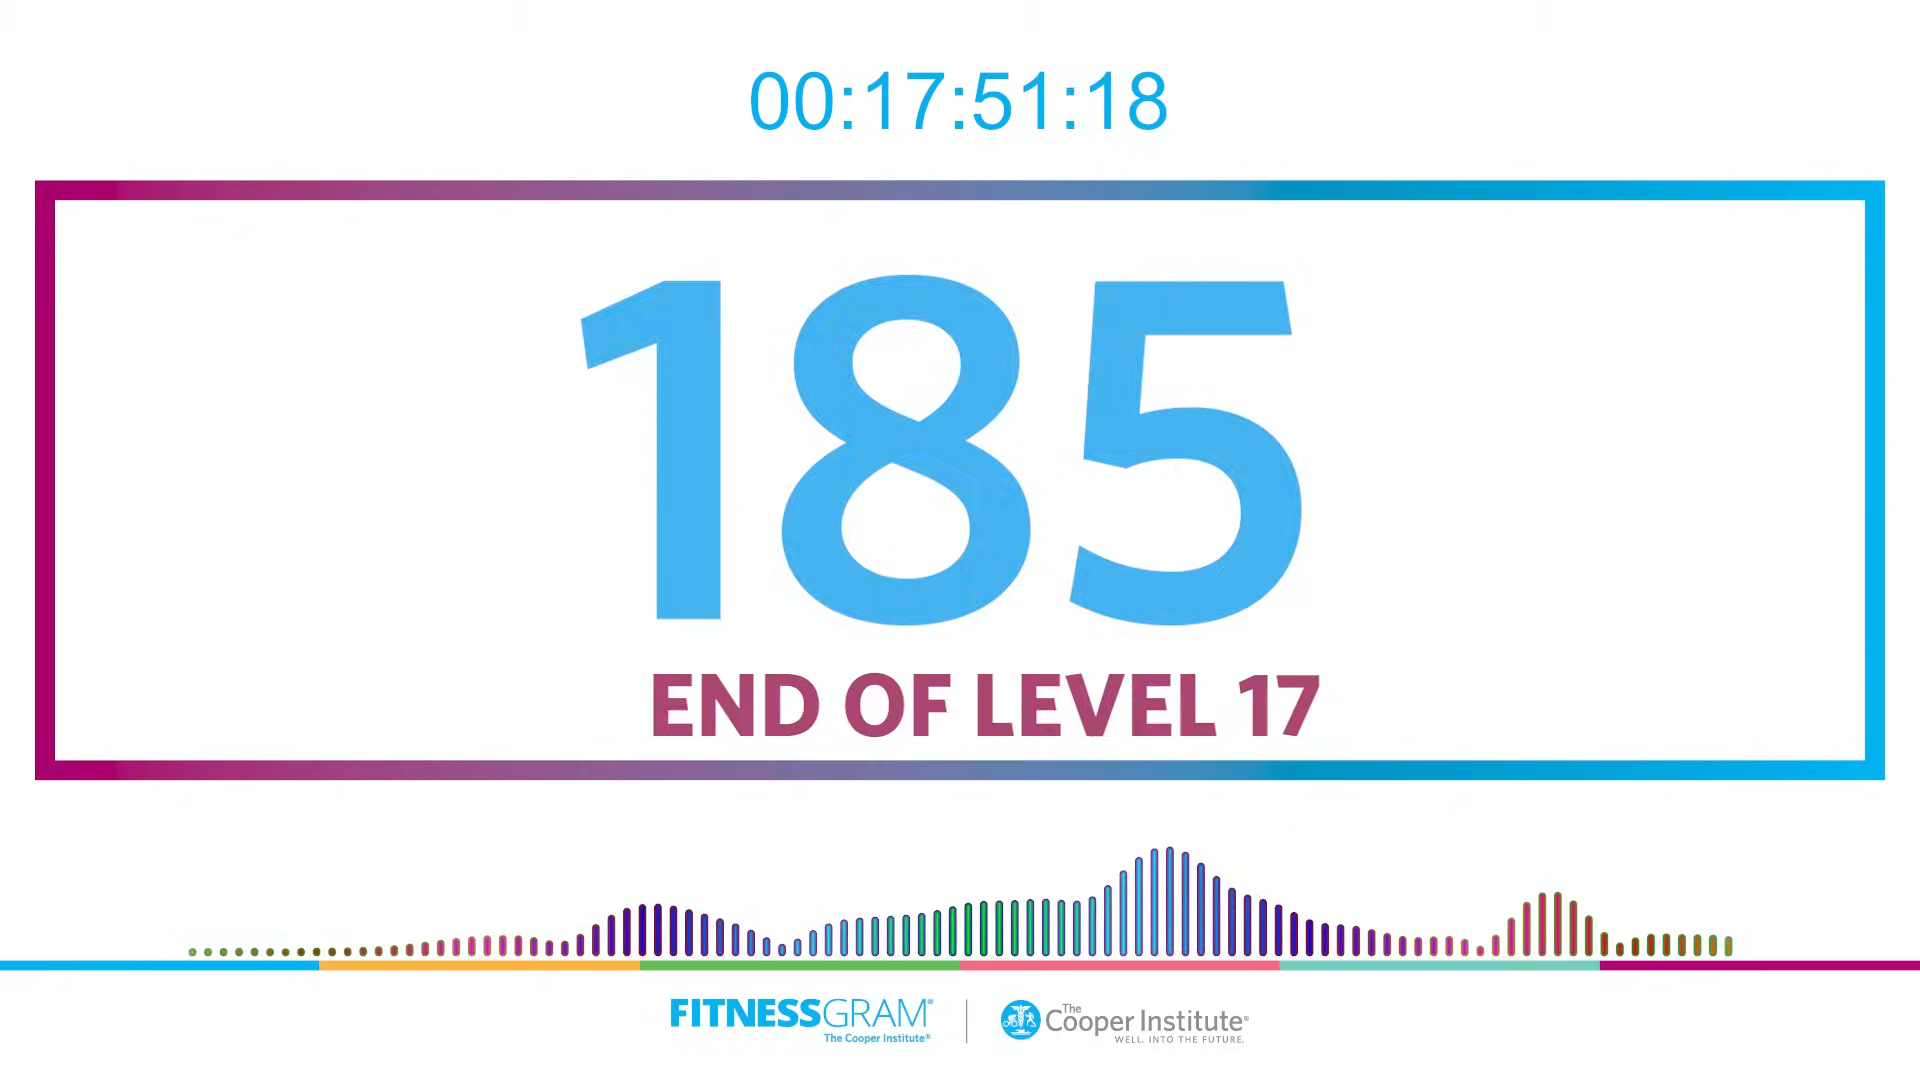 00:17:51:18
185
END OF LEVEL 17
FITNESSGRAM®
The Cooper Institute®
The
Cooper Institute®
WELL. INTO THE FUTURE.